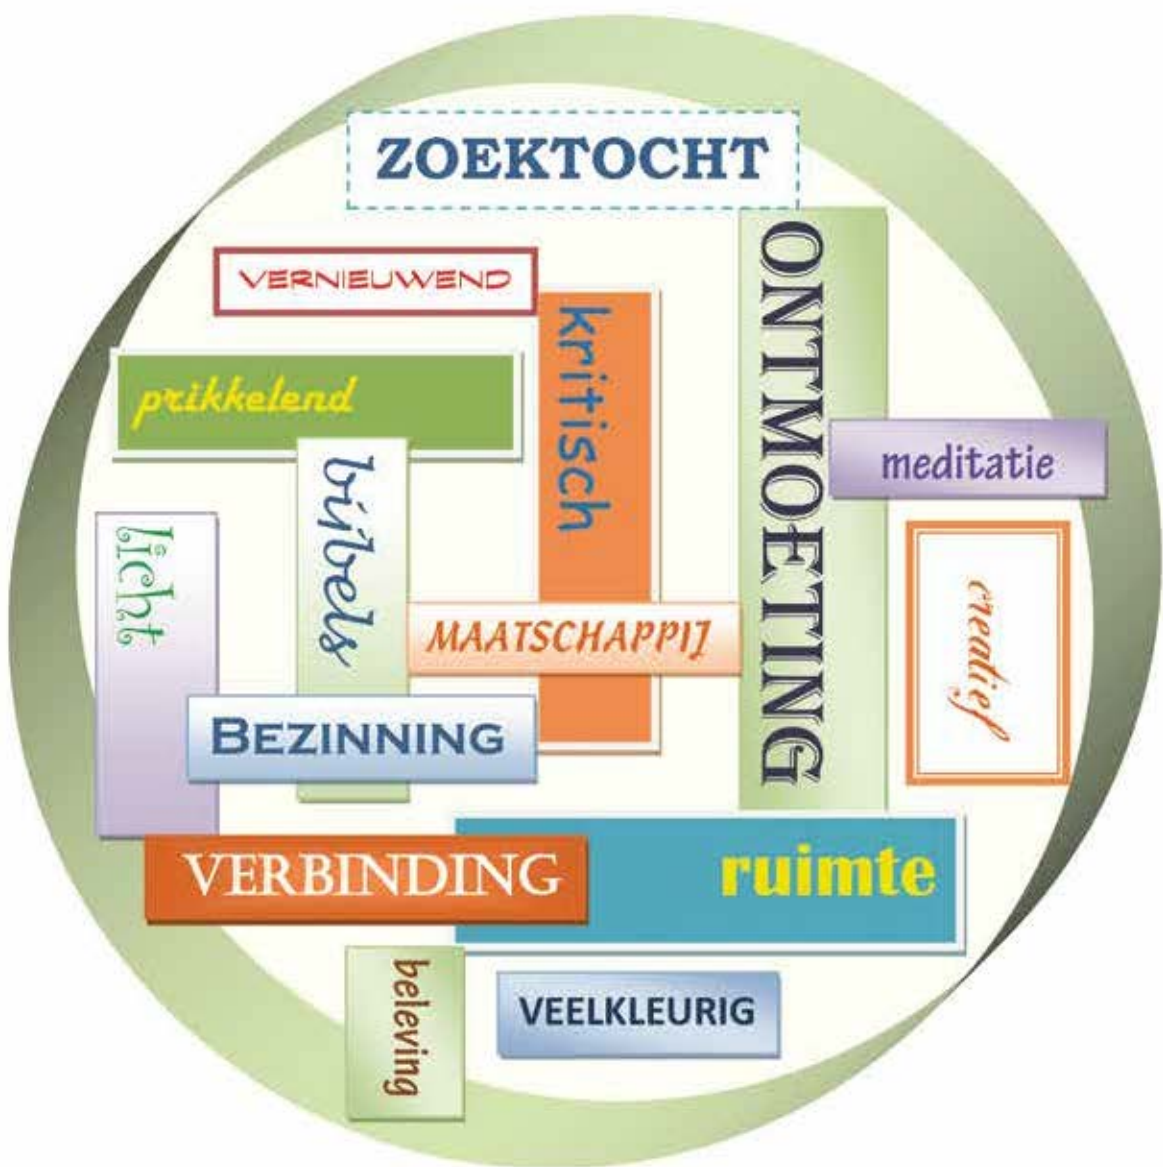 ZOEKTOCHT
VERNIEUWEND
kritisch
ONTMOETING
prikkelend
bijbels
meditatie
licht
creatief
MAATSCHAPPIJ
BEZINNING
VERBINDING
ruimte
beleving
VEELKLEURIG